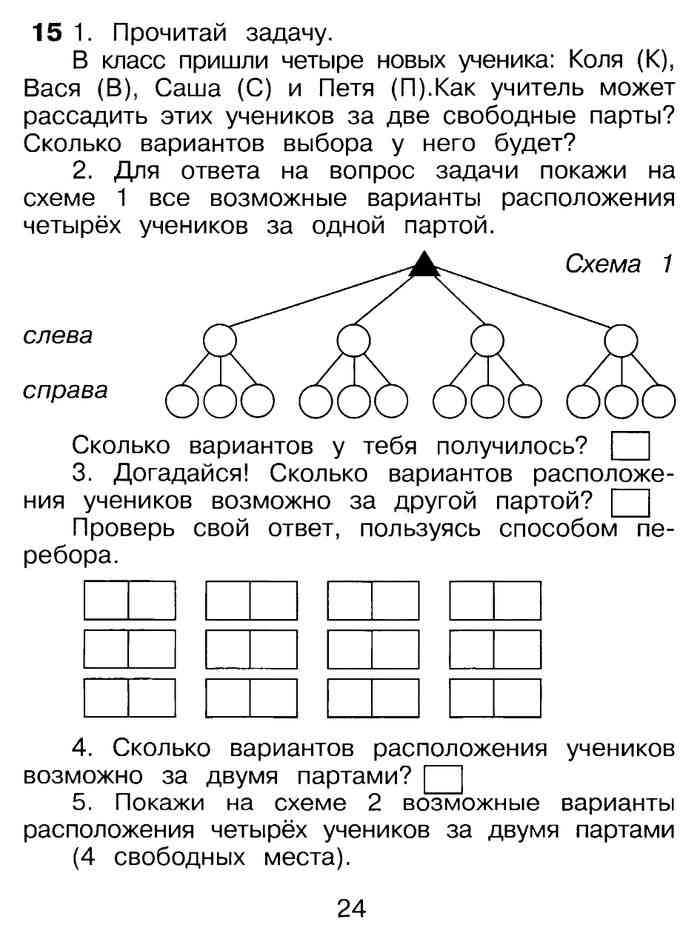 15 1. Прочитай задачу.
В класс пришли четыре новых ученика: Коля (К),
Вася (В), Саша (С) и Петя (П).Как учитель может
рассадить этих учеников за две свободные парты?
Сколько вариантов выбора у него будет?
2. Для ответа на вопрос задачи покажи на
схеме 1 все возможные варианты расположения
четырёх учеников за одной партой.
Схема 1
слева
справа
Сколько вариантов у тебя получилось?
3. Догадайся! Сколько вариантов расположе-
ния учеников возможно за другой партой?
Проверь свой ответ, пользуясь способом пе-
ребора.
4. Сколько вариантов расположения учеников
возможно за двумя партами?
5. Покажи на схеме 2 возможные варианты
расположения четырёх учеников за двумя партами
(4 свободных места).
24